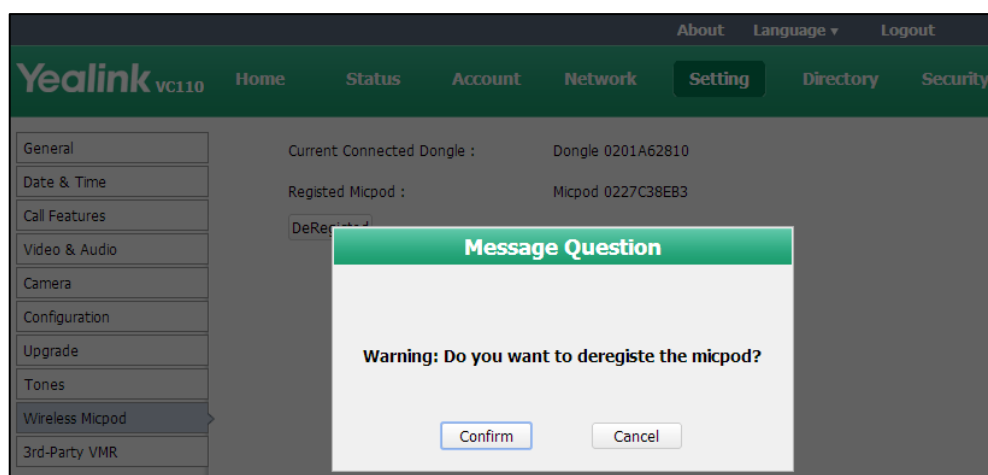 About Language ▾ Logout
Yealink VC110 Home Status Account Network Setting Directory Security
General
Current Connected Dongle : Dongle 0201A62810
Date & Time
Registed Micpod : Micpod 0227C38EB3
Call Features
DeRegisted
Video & Audio
Message Question
Camera
Configuration
Upgrade
Warning: Do you want to deregiste the micpod?
Tones
Wireless Micpod
Confirm Cancel
3rd-Party VMR